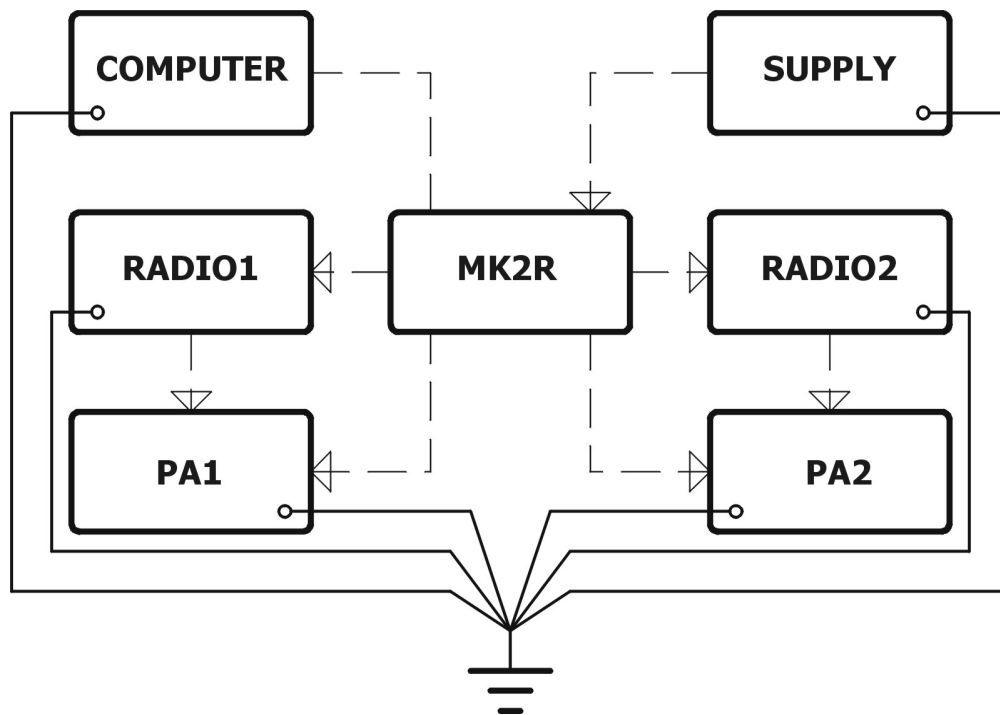 COMPUTER
SUPPLY
RADIO1
MK2R
RADIO2
PA1
PA2